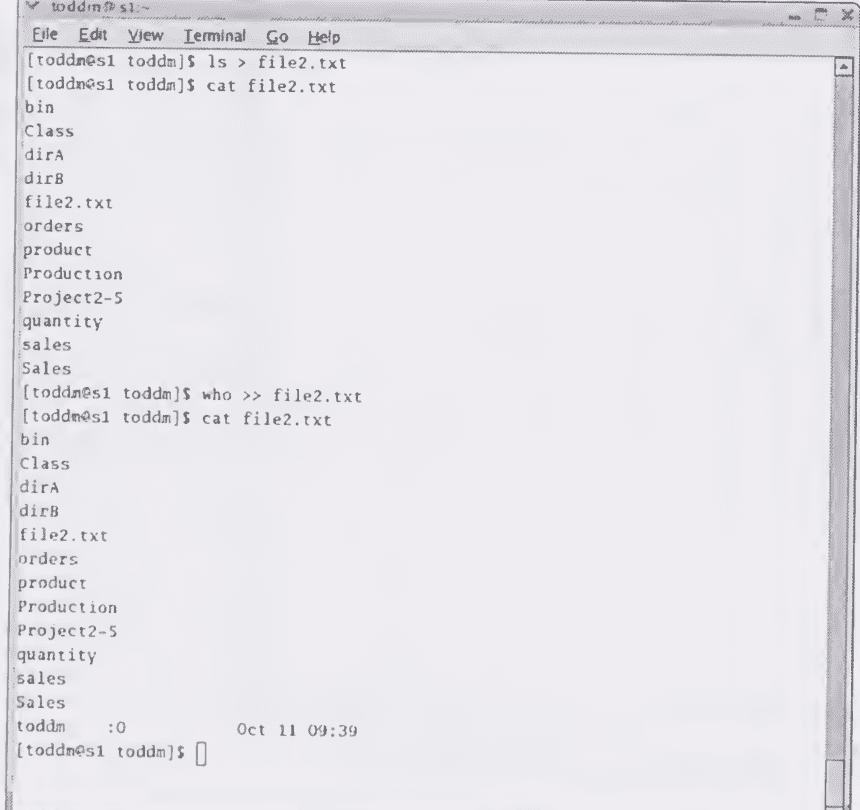 toddm@s1:~
File Edit View Terminal Go Help
[toddm@s1 toddm]$ ls > file2.txt
[toddm@s1 toddm]$ cat file2.txt
bin
Class
dirA
dirB
file2.txt
orders
product
Production
Project2-5
quantity
sales
Sales
[toddm@s1 toddm]$ who >> file2.txt
[toddm@s1 toddm]$ cat file2.txt
bin
Class
dirA
dirB
file2.txt
orders
product
Production
Project2-5
quantity
sales
Sales
toddm :0 Oct 11 09:39
[toddm@s1 toddm]$